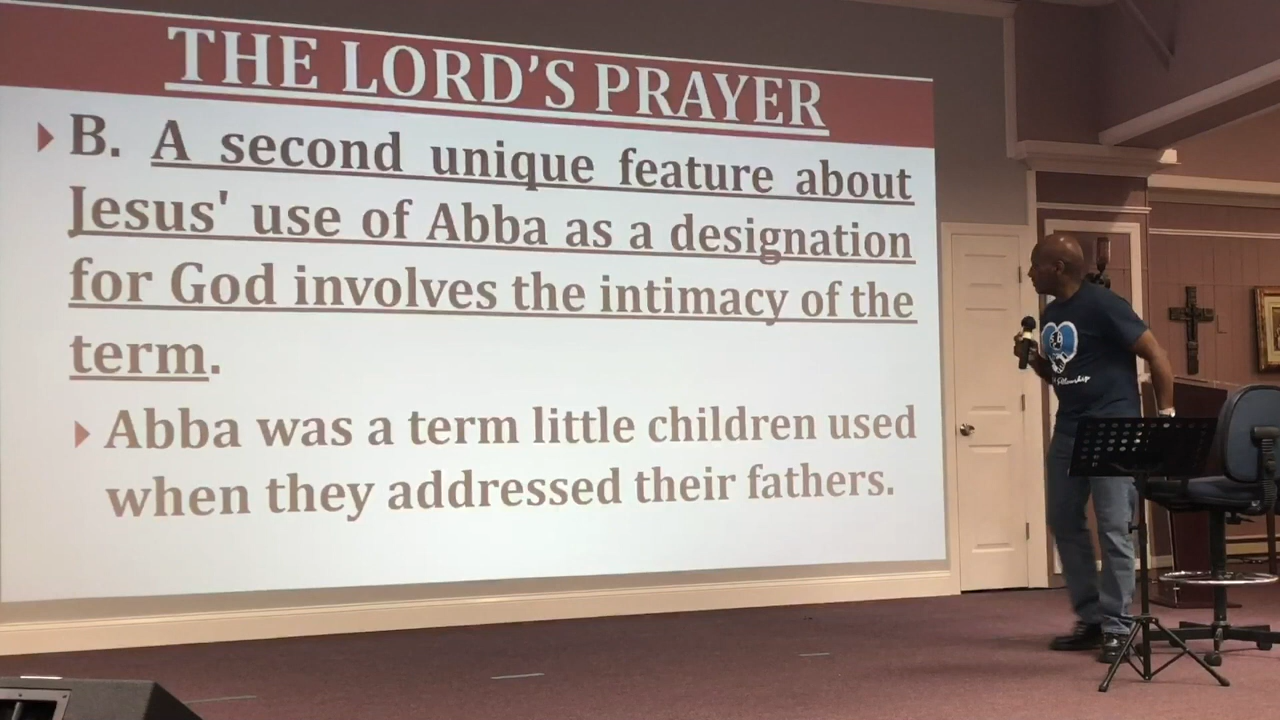 THE LORD'S PRAYER
B. A second unique feature about
Jesus' use of Abba as a designation
for God involves the intimacy of the
term.
Abba was a term little children used
when they addressed their fathers.
Fellowship